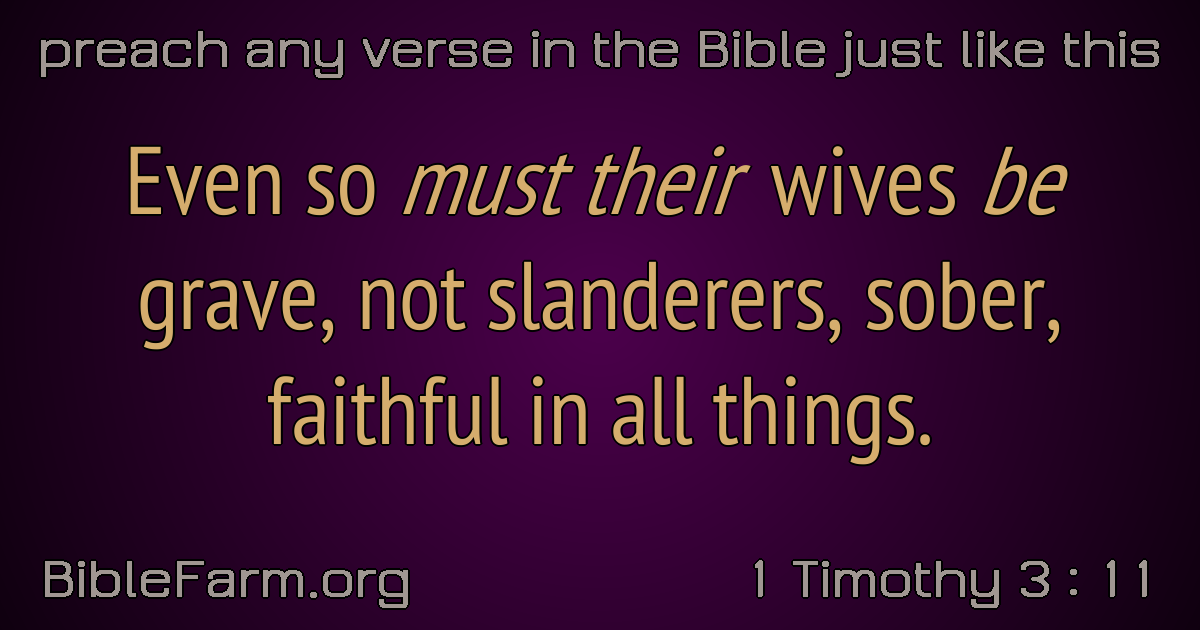 preach any verse in the Bible just like this
Even so must their wives be
grave, not slanderers, sober,
faithful in all things.
BibleFarm.org
1 Timothy 3 : 11